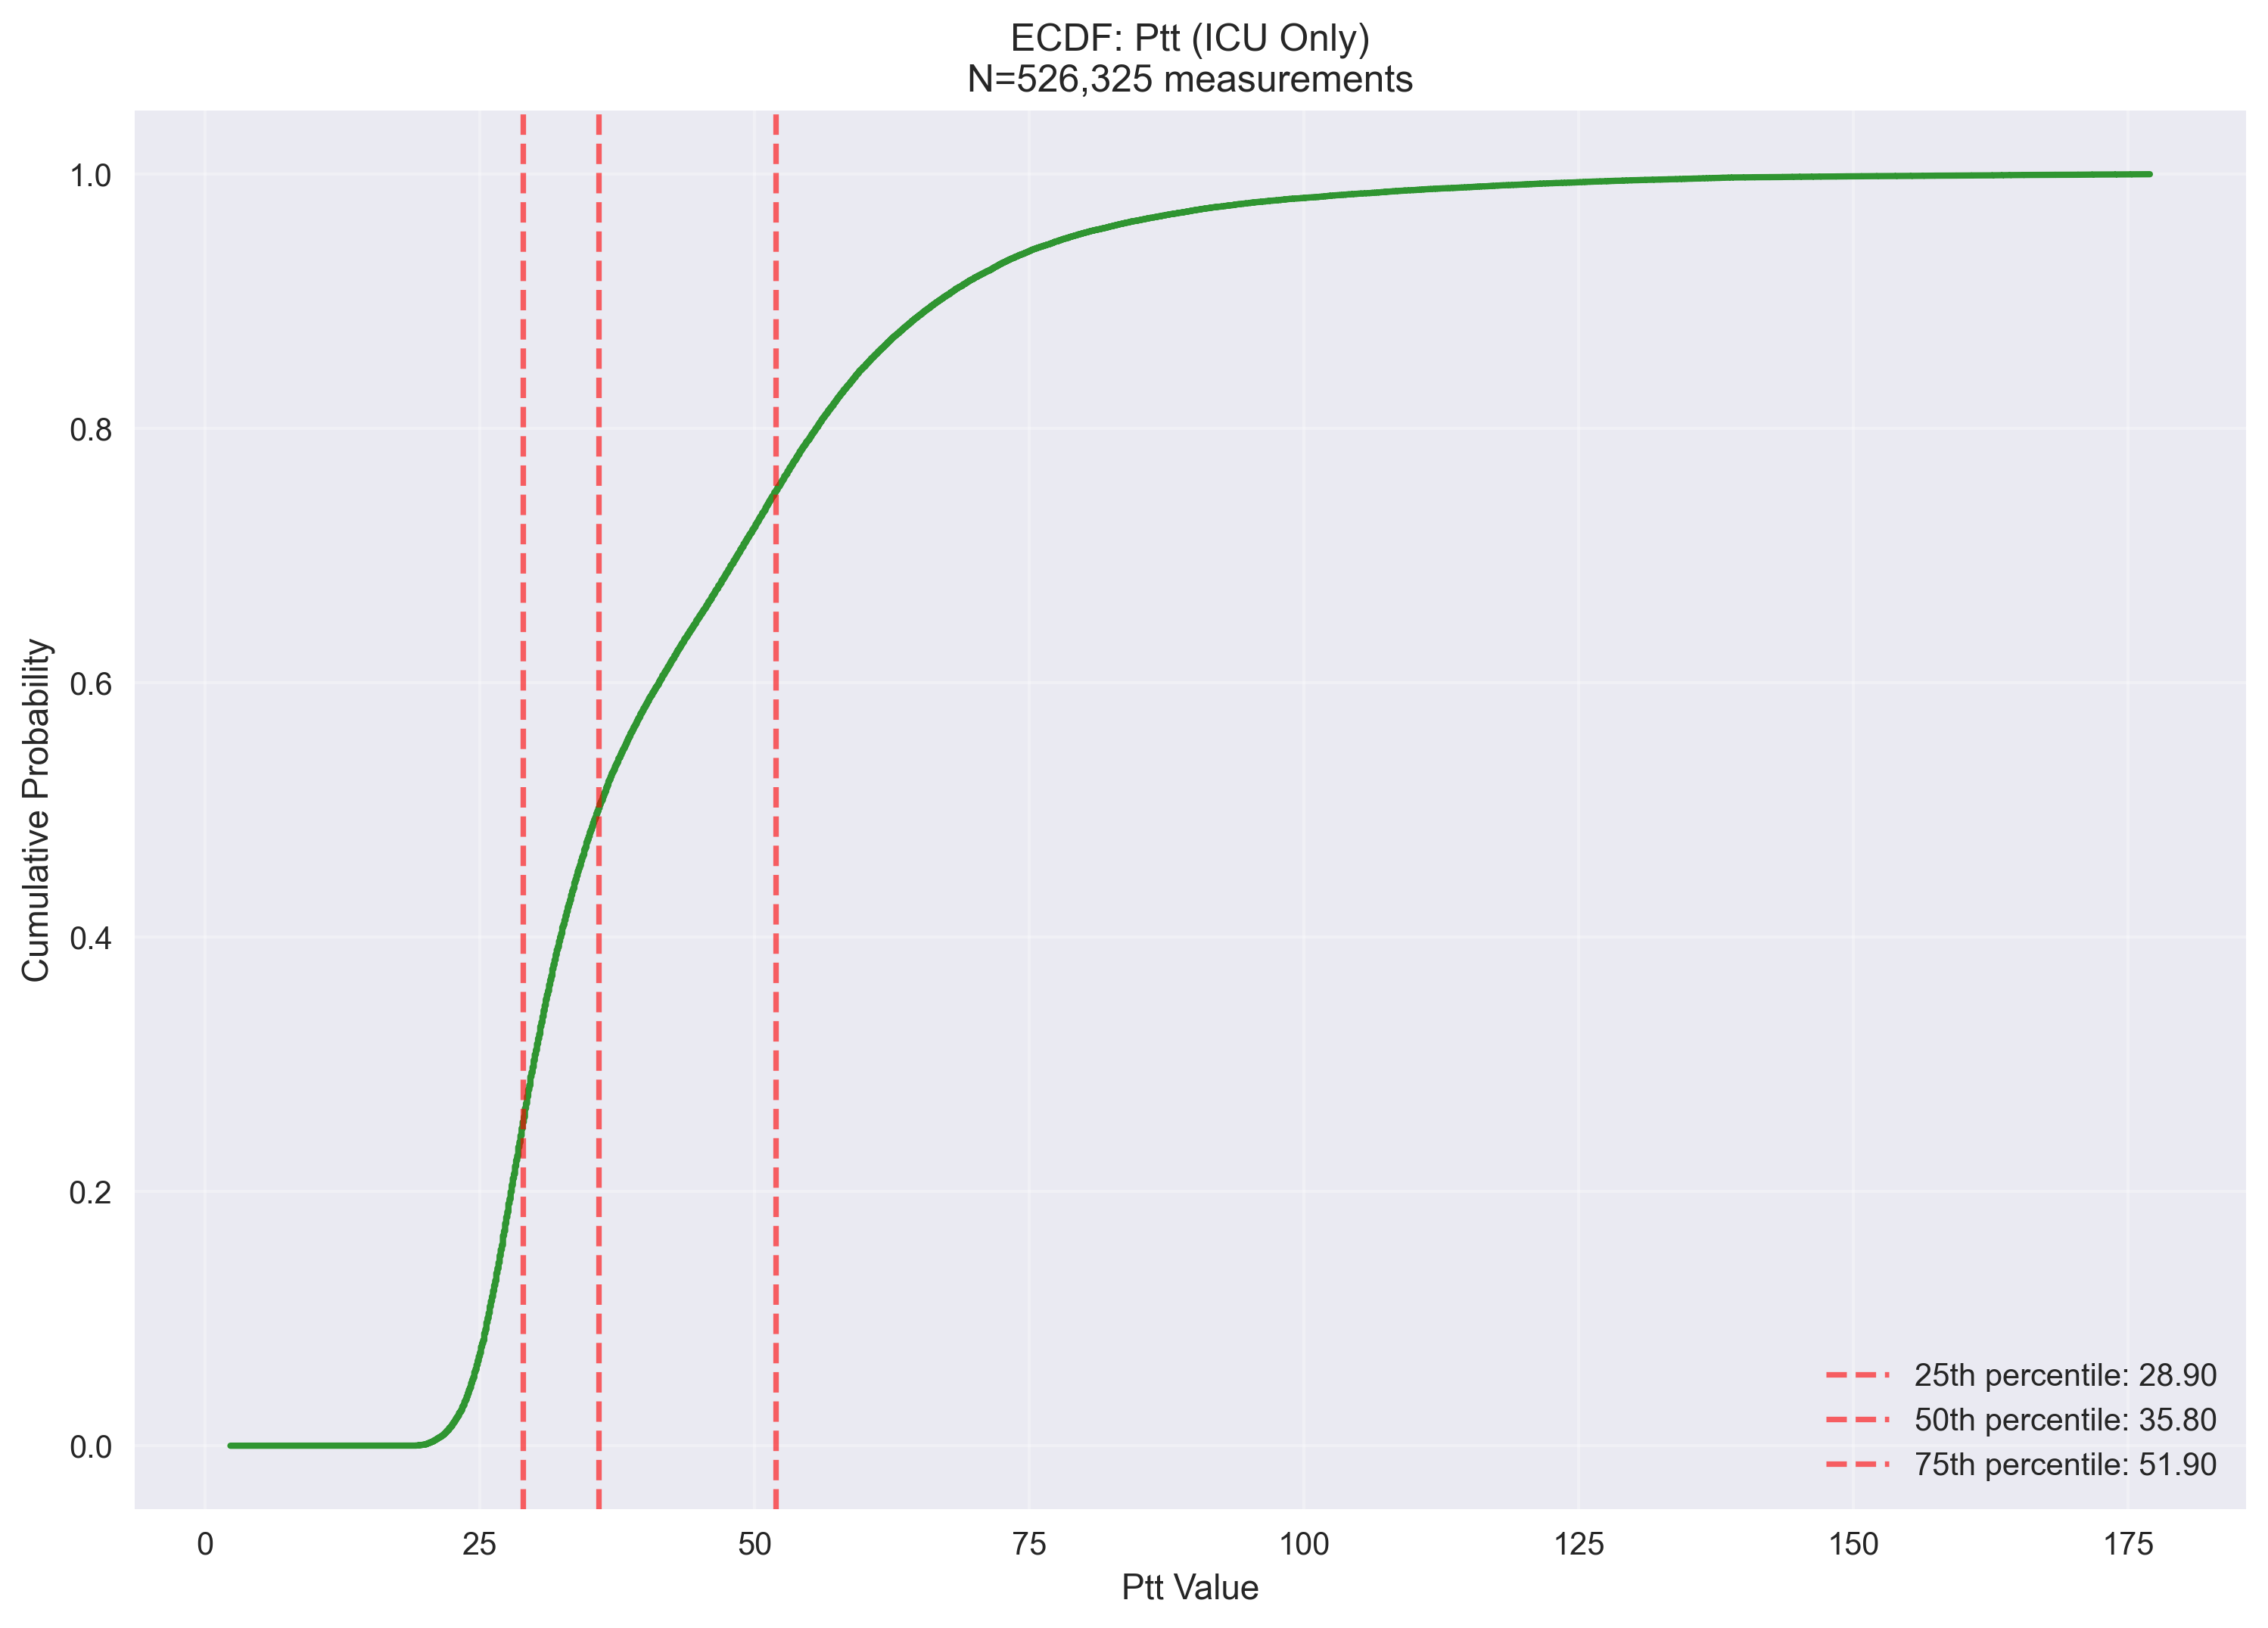 ECDF: Ptt (ICU Only)
N=526,325 measurements
Cumulative Probability
1.0
0.8
0.6
0.4
0.2
0.0
25th percentile: 28.90
50th percentile: 35.80
75th percentile: 51.90
0 25 50 75 100 125 150 175
Ptt Value